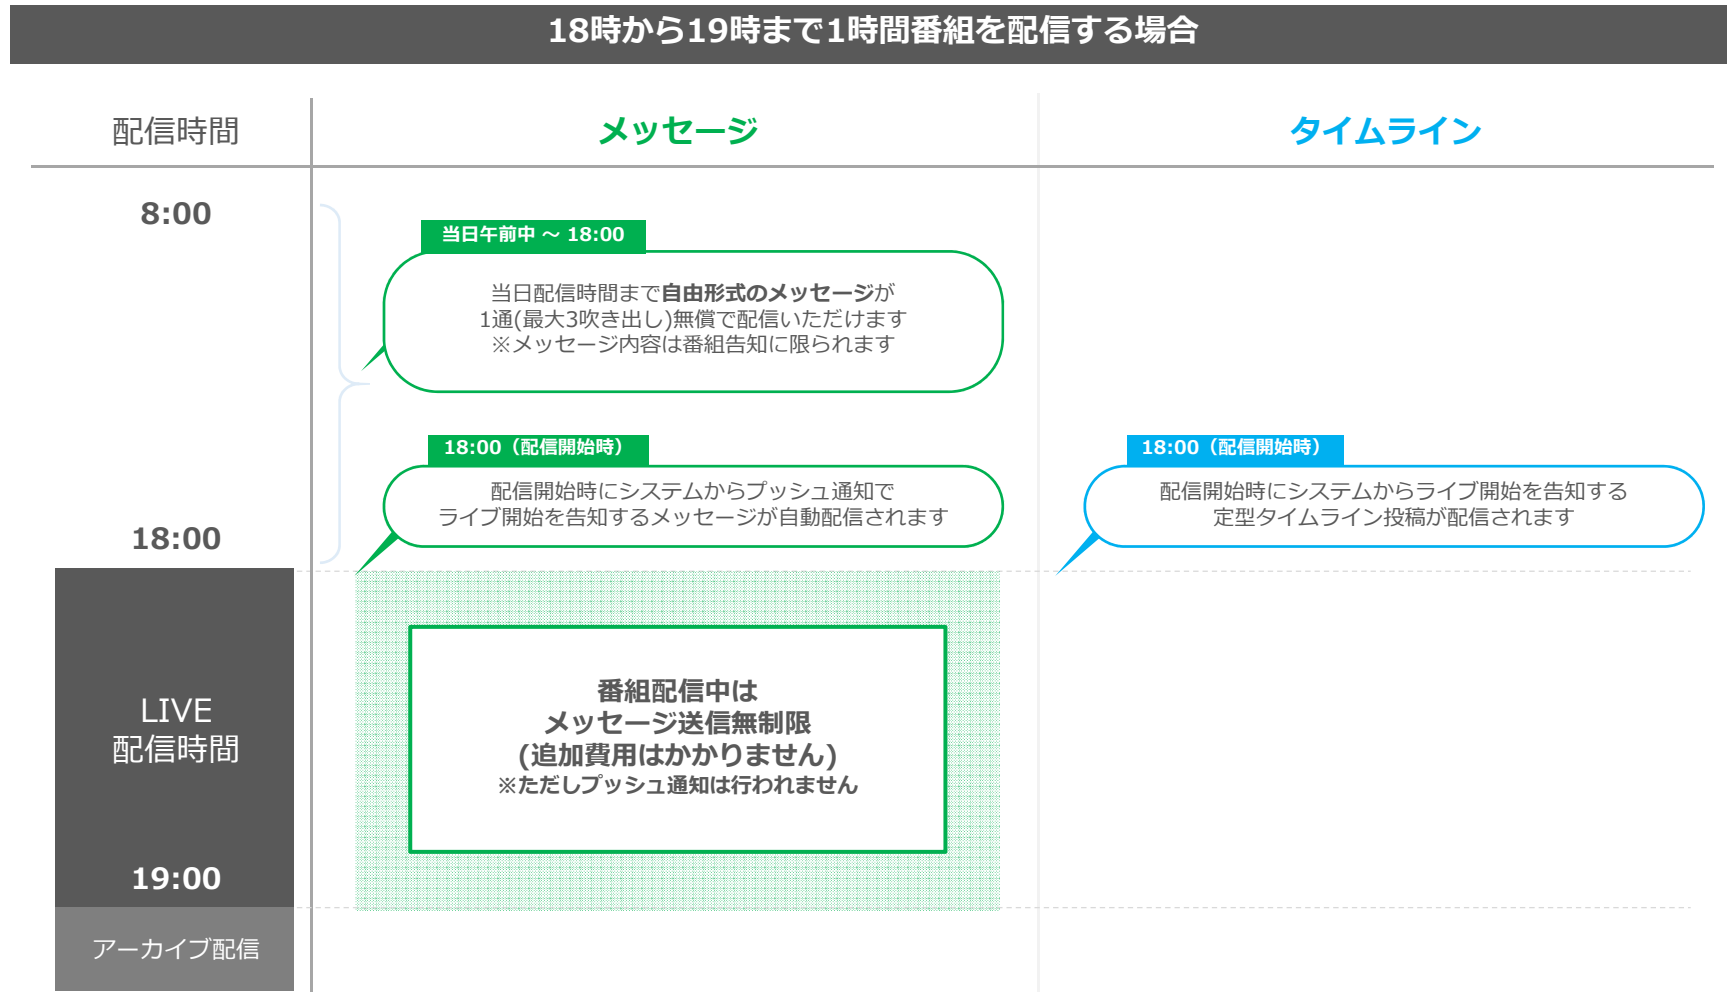 18時から19時まで1時間番組を配信する場合
配信時間
メッセージ
タイムライン
8:00
当日午前中 ～ 18:00
当日配信時間まで自由形式のメッセージが
1通(最大3吹き出し)無償で配信いただけます
※メッセージ内容は番組告知に限られます
18:00（配信開始時）
配信開始時にシステムからプッシュ通知で
ライブ開始を告知するメッセージが自動配信されます
18:00（配信開始時）
配信開始時にシステムからライブ開始を告知する
定型タイムライン投稿が配信されます
18:00
LIVE
配信時間
番組配信中は
メッセージ送信無制限
(追加費用はかかりません)
※ただしプッシュ通知は行われません
19:00
アーカイブ配信